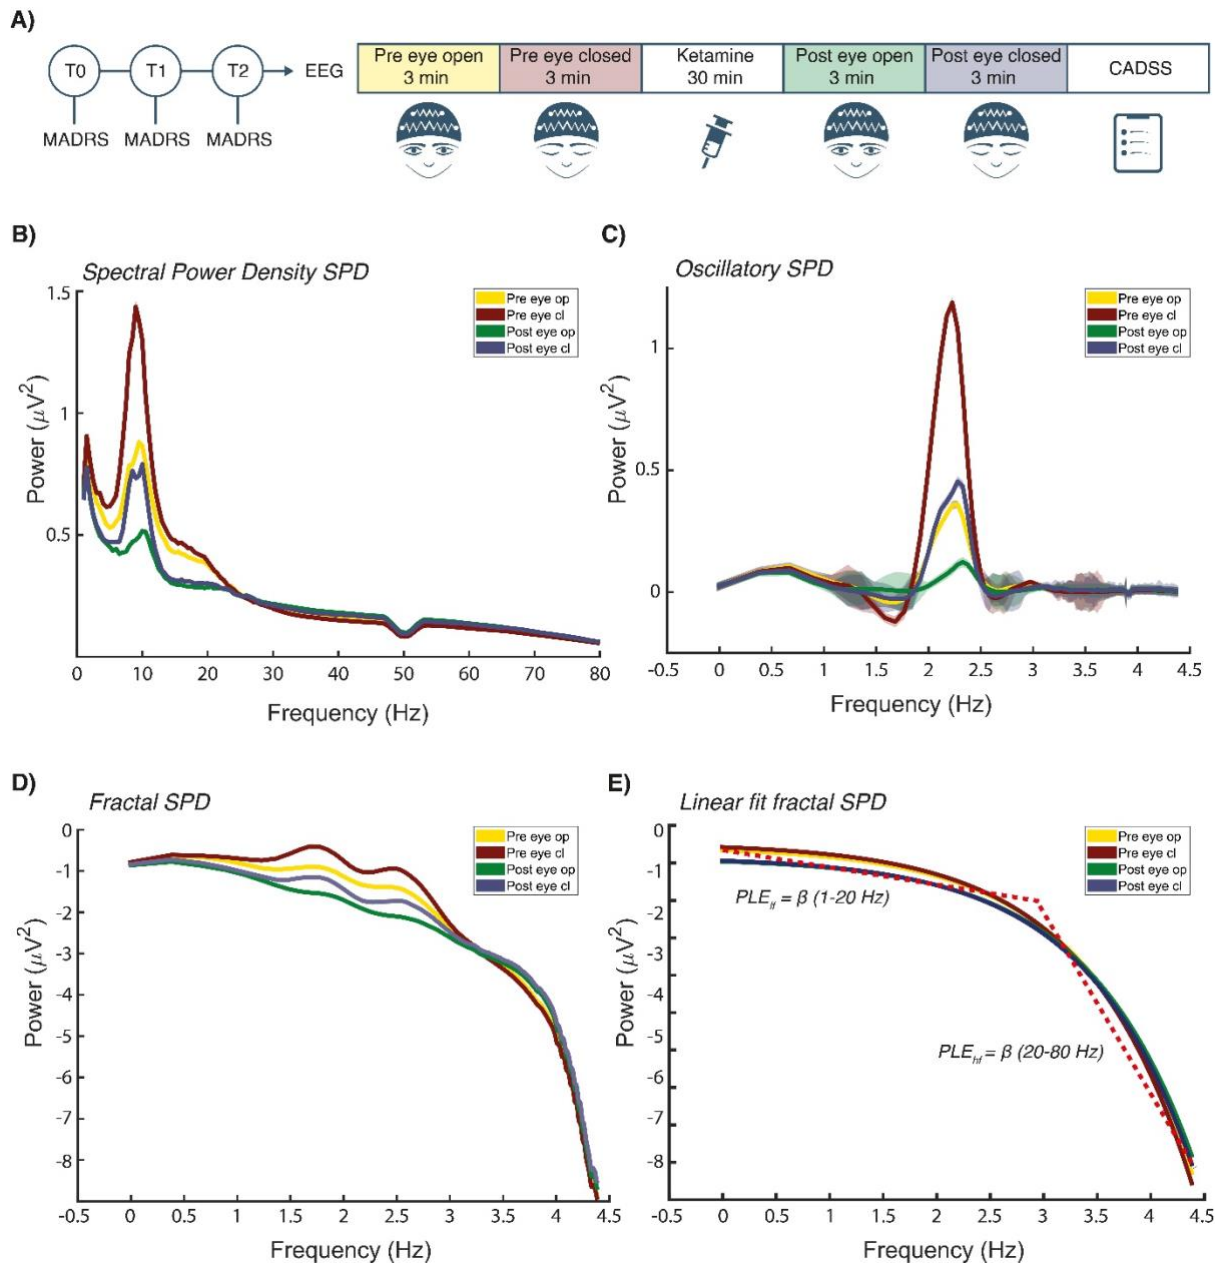 A)
T0 T1 T2 EEG
MADRS MADRS MADRS
Pre eye open
3 min
Pre eye closed
3 min
Ketamine
30 min
Post eye open
3 min
Post eye closed
3 min
CADSS
B)
Spectral Power Density SPD
Pre eye op
Pre eye cl
Post eye op
Post eye cl
Power (μV²)
1.5
1
0.5
0 10 20 30 40 50 60 70 80
Frequency (Hz)
C)
Oscillatory SPD
Pre eye op
Pre eye cl
Post eye op
Post eye cl
Power (μV²)
1
0.5
0
-0.5 0 0.5 1 1.5 2 2.5 3 3.5 4 4.5
Frequency (Hz)
D)
Fractal SPD
Pre eye op
Pre eye cl
Post eye op
Post eye cl
Power (μV²)
0
-1
-2
-3
-4
-5
-6
-7
-8
-0.5 0 0.5 1 1.5 2 2.5 3 3.5 4 4.5
Frequency (Hz)
E)
Linear fit fractal SPD
Pre eye op
Pre eye cl
Post eye op
Post eye cl
Power (μV²)
0
-1
-2
-3
-4
-5
-6
-7
-8
PLE_lf = β (1-20 Hz)
PLE_hf = β (20-80 Hz)
-0.5 0 0.5 1 1.5 2 2.5 3 3.5 4 4.5
Frequency (Hz)